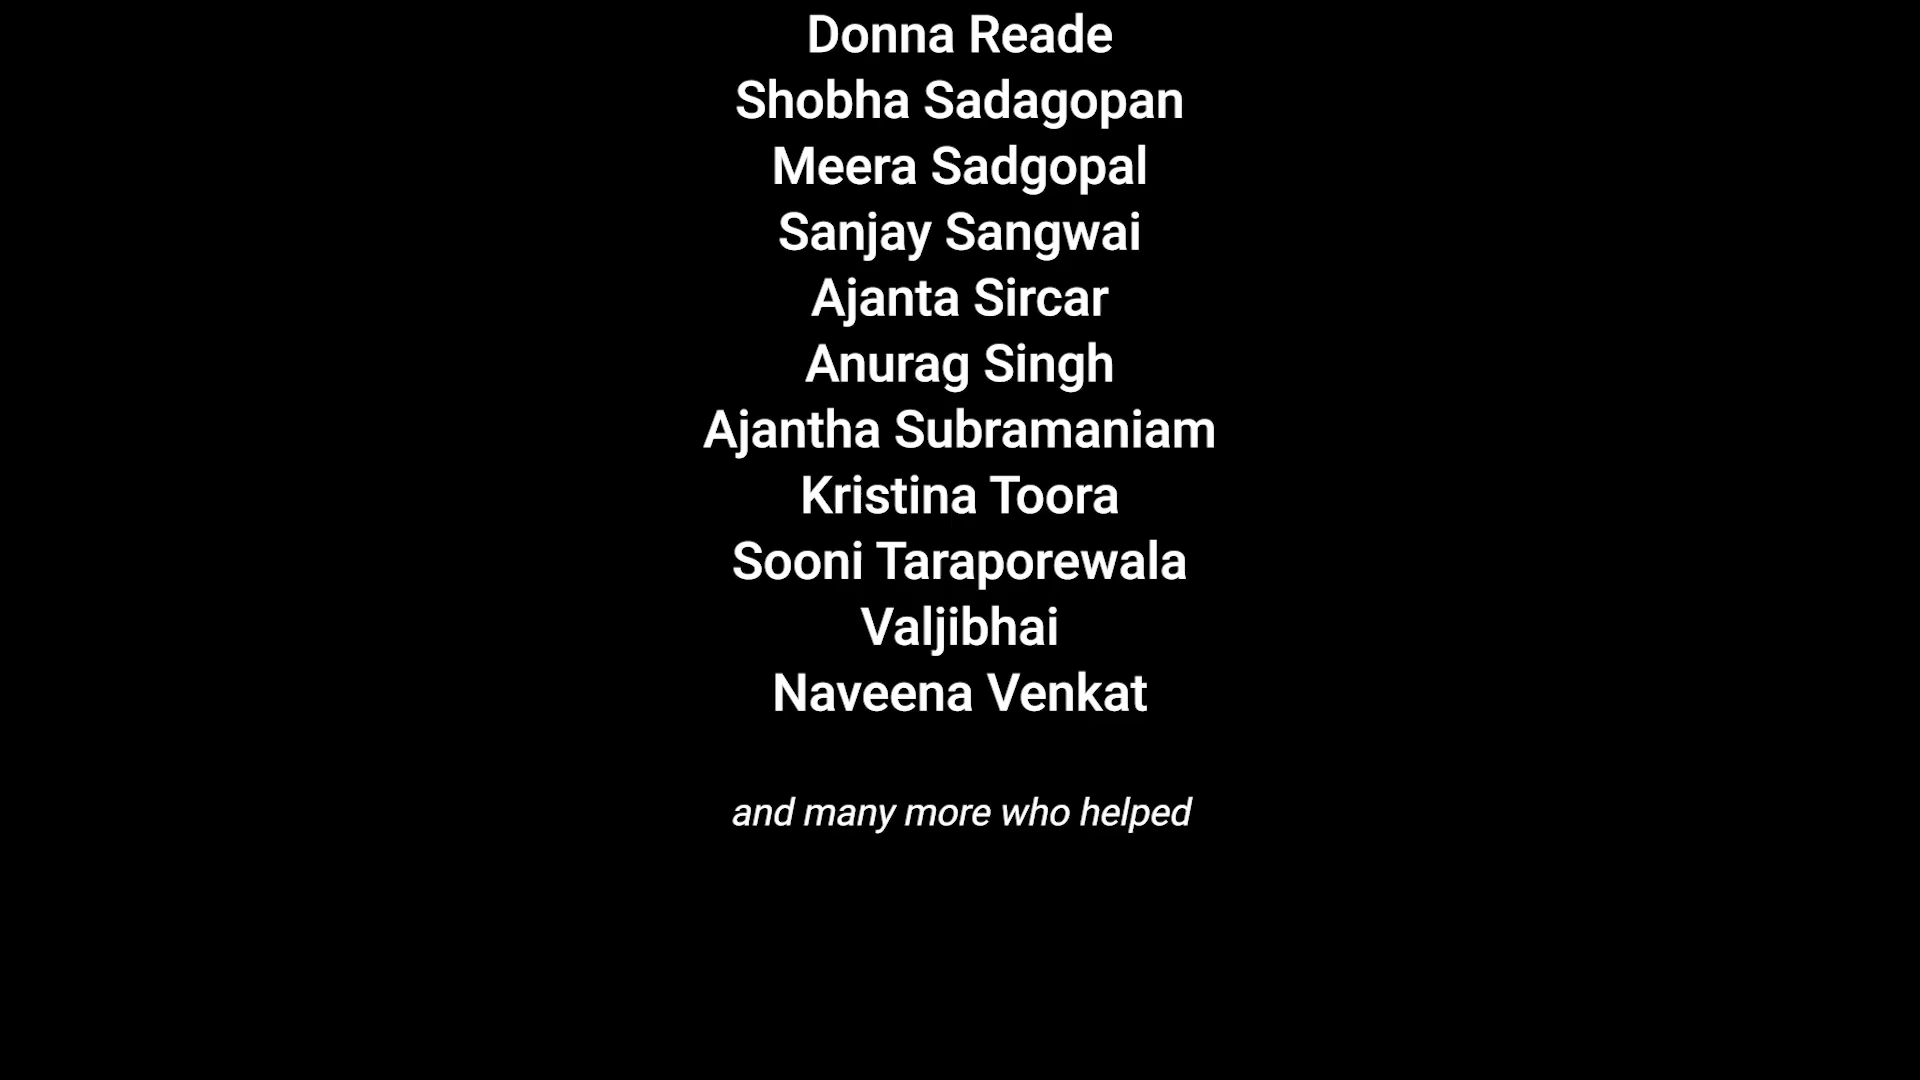 Donna Reade
Shobha Sadagopan
Meera Sadgopal
Sanjay Sangwai
Ajanta Sircar
Anurag Singh
Ajantha Subramaniam
Kristina Toora
Sooni Taraporewala
Valjibhai
Naveena Venkat
and many more who helped